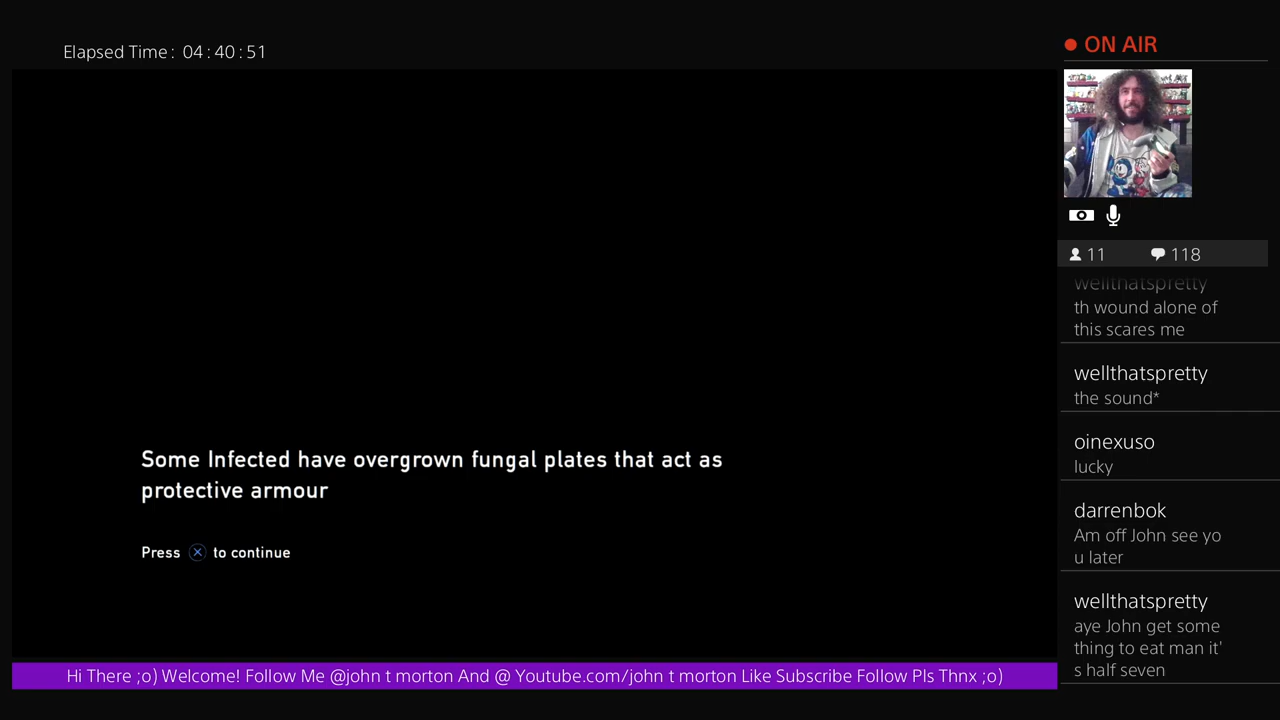 Elapsed Time: 04:40:51
ON AIR
11 118
wellthatspretty
th wound alone of
this scares me
wellthatspretty
the sound*
oinexuso
lucky
darrenbok
Am off John see yo
u later
wellthatspretty
aye John get some
thing to eat man it'
s half seven
Some Infected have overgrown fungal plates that act as
protective armour
Press to continue
Hi There ;o) Welcome! Follow Me @john t morton And @ Youtube.com/john t morton Like Subscribe Follow Pls Thnx ;o)